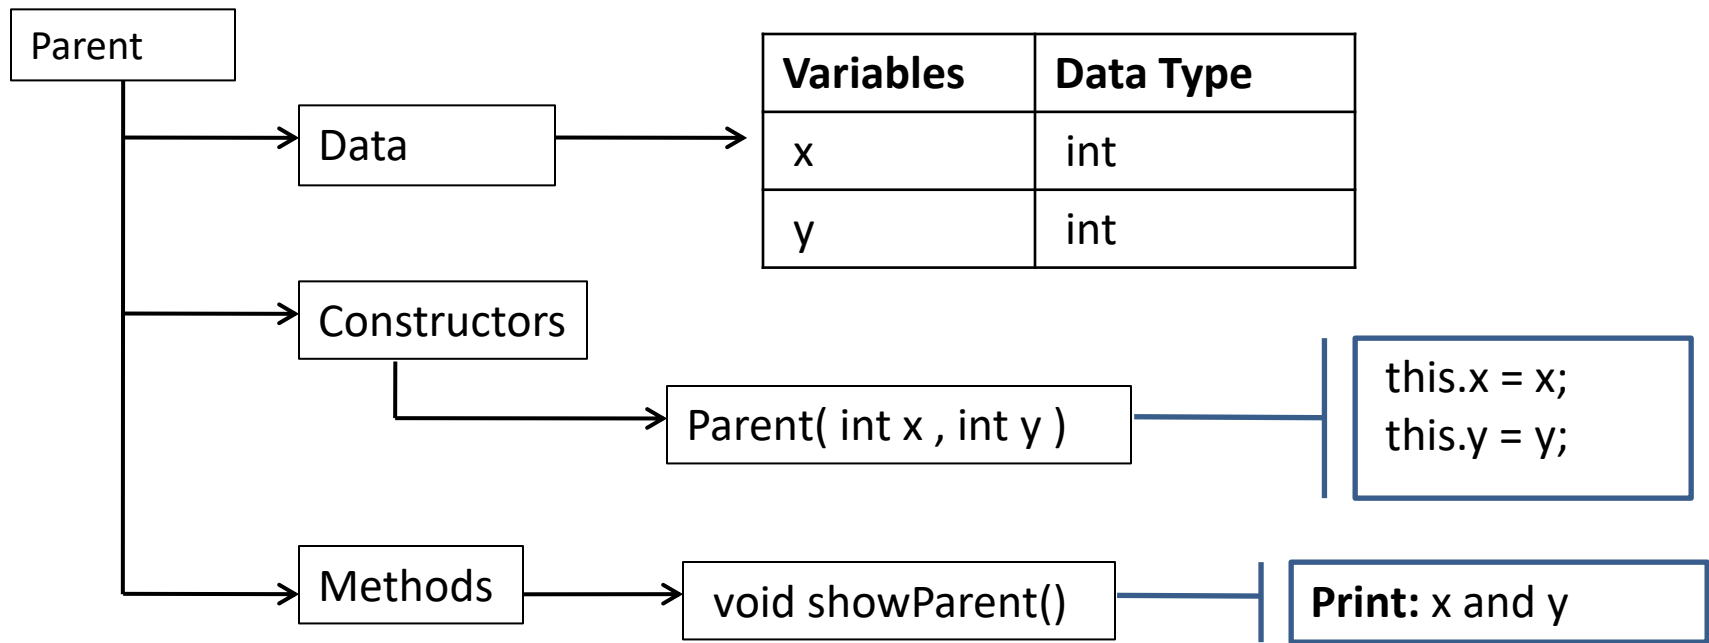 Parent
Variables Data Type
Data
x int
y int
Constructors
Parent( int x , int y )
this.x = x;
this.y = y;
Methods
void showParent()
Print: x and y